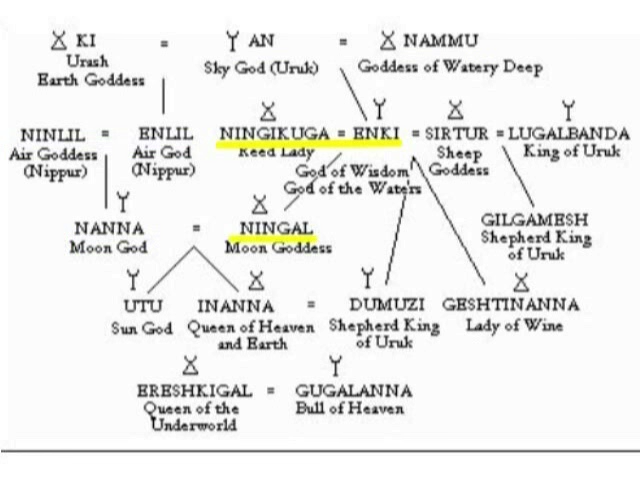 KI = AN = NAMMU
Urash Sky God (Uruk) Goddess of Watery Deep
Earth Goddess
NINLIL = ENLIL NINGIKUGA = ENKI = SIRTUR = LUGALBANDA
Air Goddess Air God Reed Lady Sheep King of Uruk
(Nippur) (Nippur) God of Wisdom Goddess
God of the Waters
NANNA = NINGAL GILGAMESH
Moon God Moon Goddess Shepherd King
of Uruk
UTU INANNA = DUMUZI GESHTINANNA
Sun God Queen of Heaven Shepherd King Lady of Wine
and Earth of Uruk
ERESHKIGAL = GUGALANNA
Queen of the Bull of Heaven
Underworld